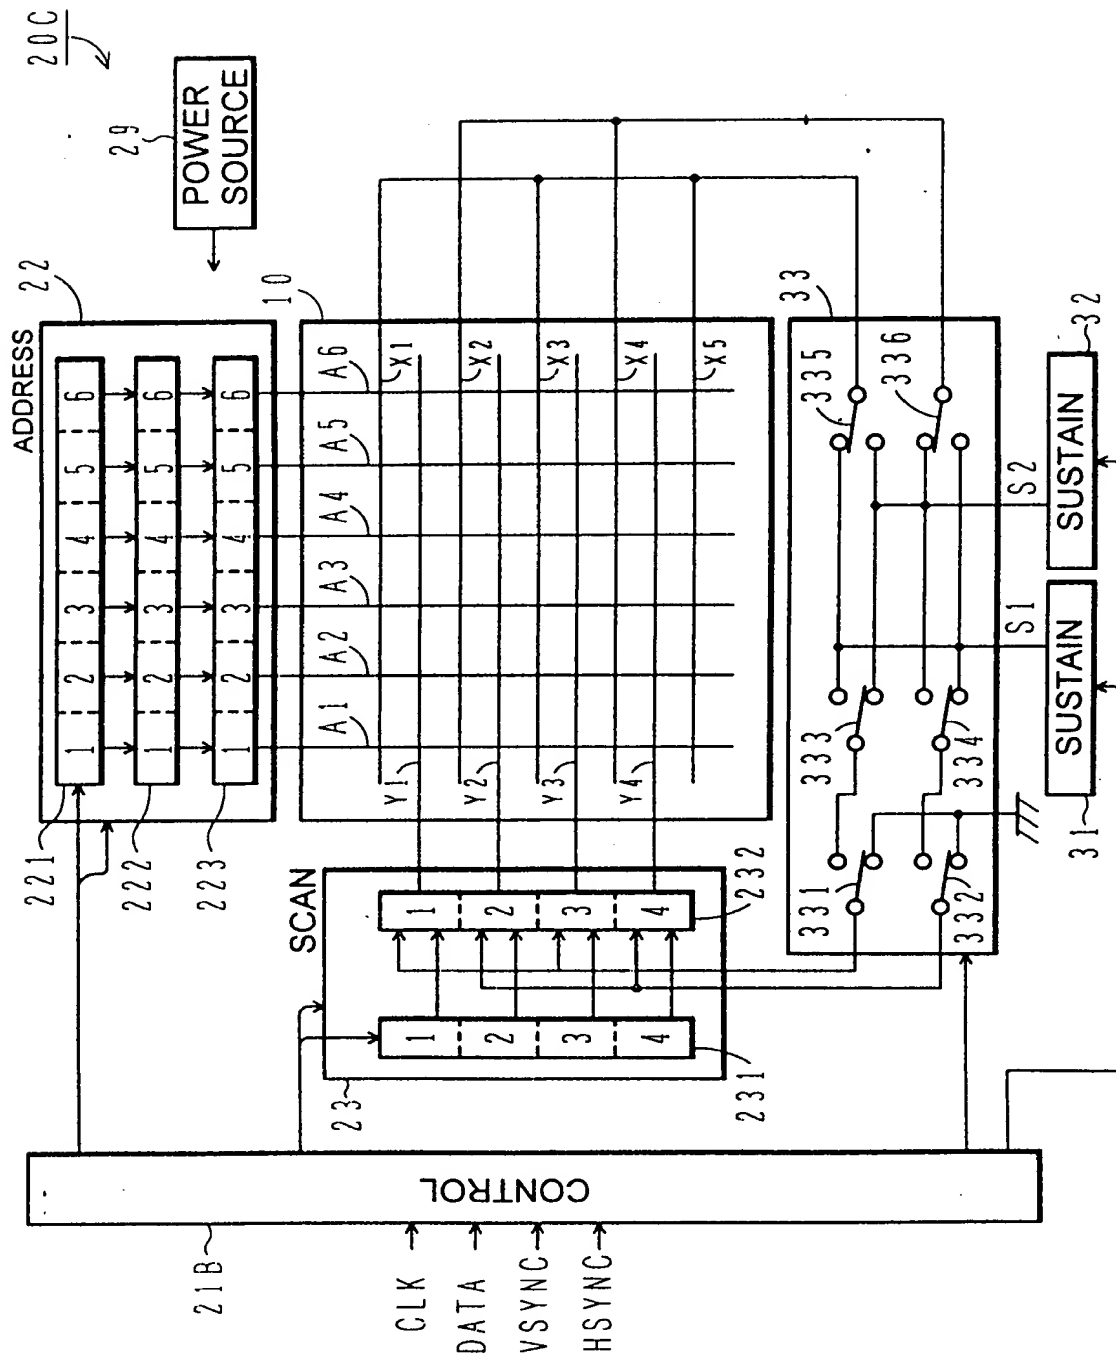 20C
29
POWER
SOURCE
ADDRESS
22
221
1 2 3 4 5 6
222
1 2 3 4 5 6
223
1 2 3 4 5 6
10
A1
A2
A3
A4
A5
A6
X1
X2
X3
X4
X5
Y1
Y2
Y3
Y4
SCAN
23
231
1
2
3
4
232
1
2
3
4
33
331
332
333
334
335
336
S1
S2
31
SUSTAIN
32
SUSTAIN
21B
CONTROL
CLK
DATA
VSYNC
HSYNC